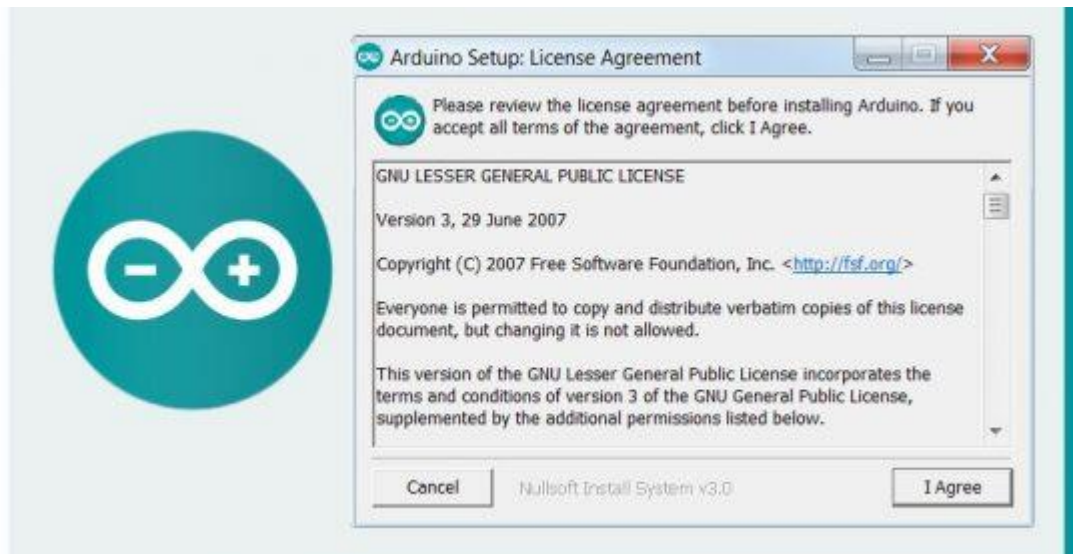 Arduino Setup: License Agreement
Please review the license agreement before installing Arduino. If you
accept all terms of the agreement, click I Agree.
GNU LESSER GENERAL PUBLIC LICENSE
Version 3, 29 June 2007
Copyright (C) 2007 Free Software Foundation, Inc. <http://fsf.org/>
Everyone is permitted to copy and distribute verbatim copies of this license
document, but changing it is not allowed.
This version of the GNU Lesser General Public License incorporates the
terms and conditions of version 3 of the GNU General Public License,
supplemented by the additional permissions listed below.
Cancel
Nullsoft Install System v3.0
I Agree